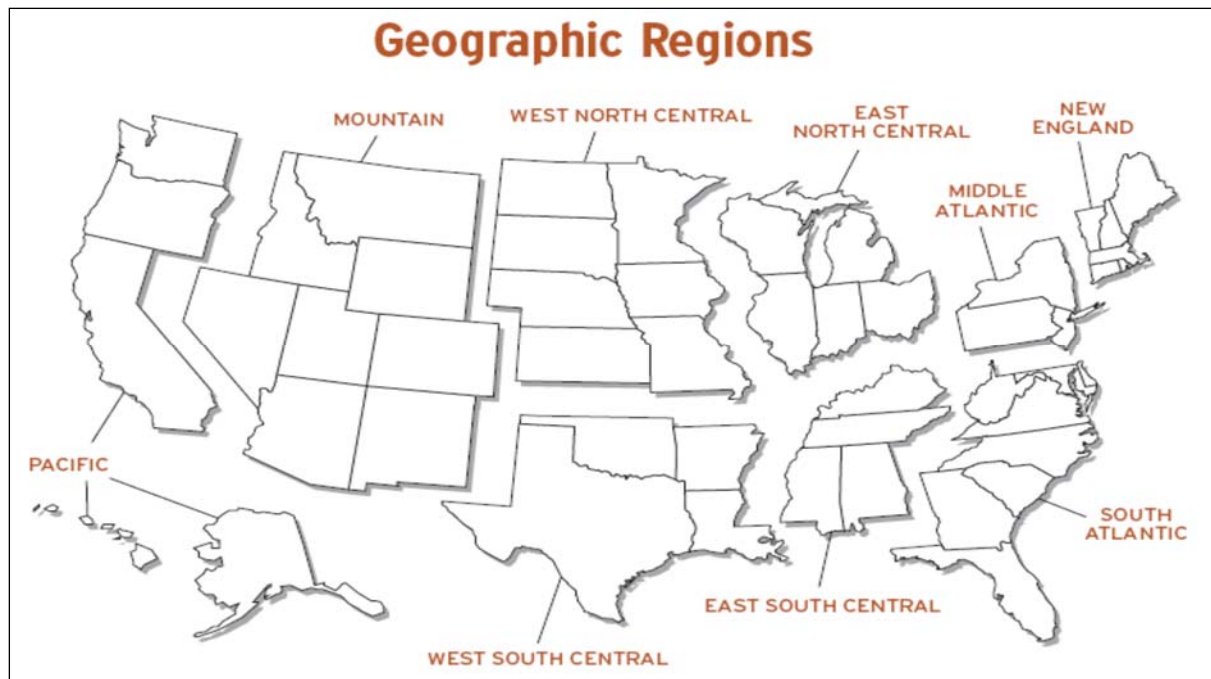 Geographic Regions
MOUNTAIN
WEST NORTH CENTRAL
EAST
NORTH CENTRAL
NEW
ENGLAND
MIDDLE
ATLANTIC
PACIFIC
SOUTH
ATLANTIC
EAST SOUTH CENTRAL
WEST SOUTH CENTRAL